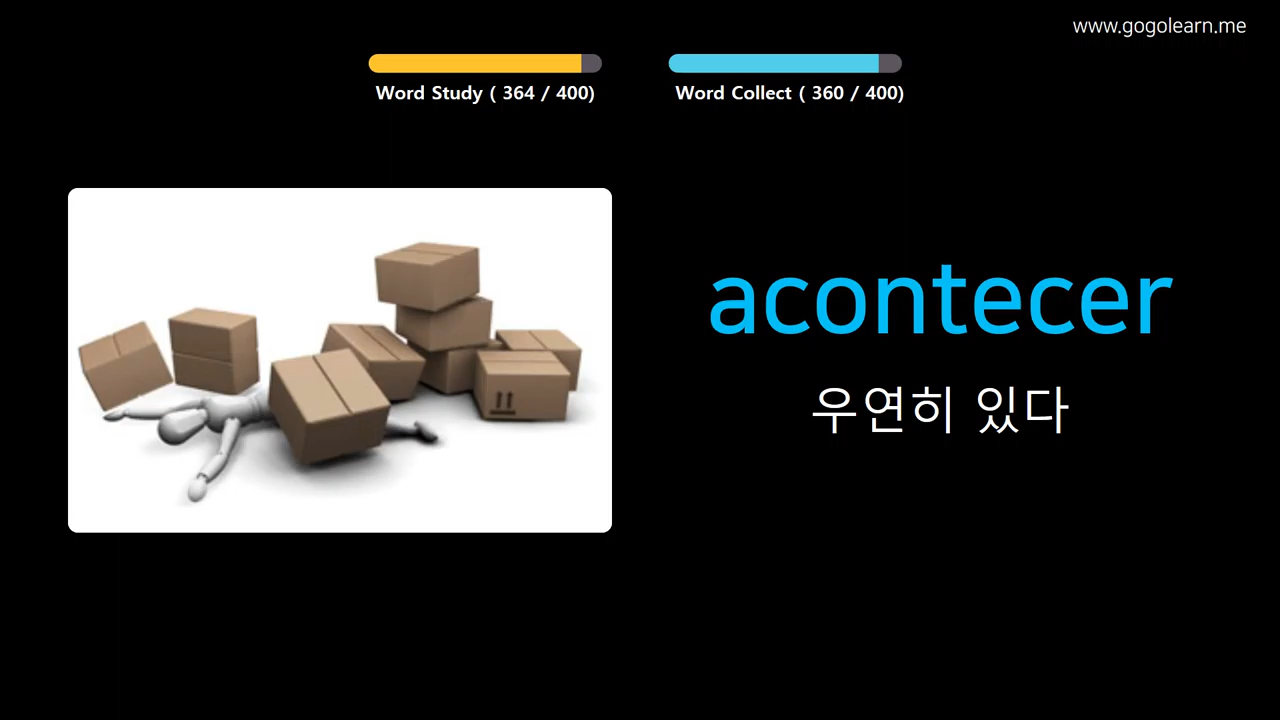 www.gogolearn.me
Word Study ( 364 / 400)
Word Collect ( 360 / 400)
acontecer
우연히 있다